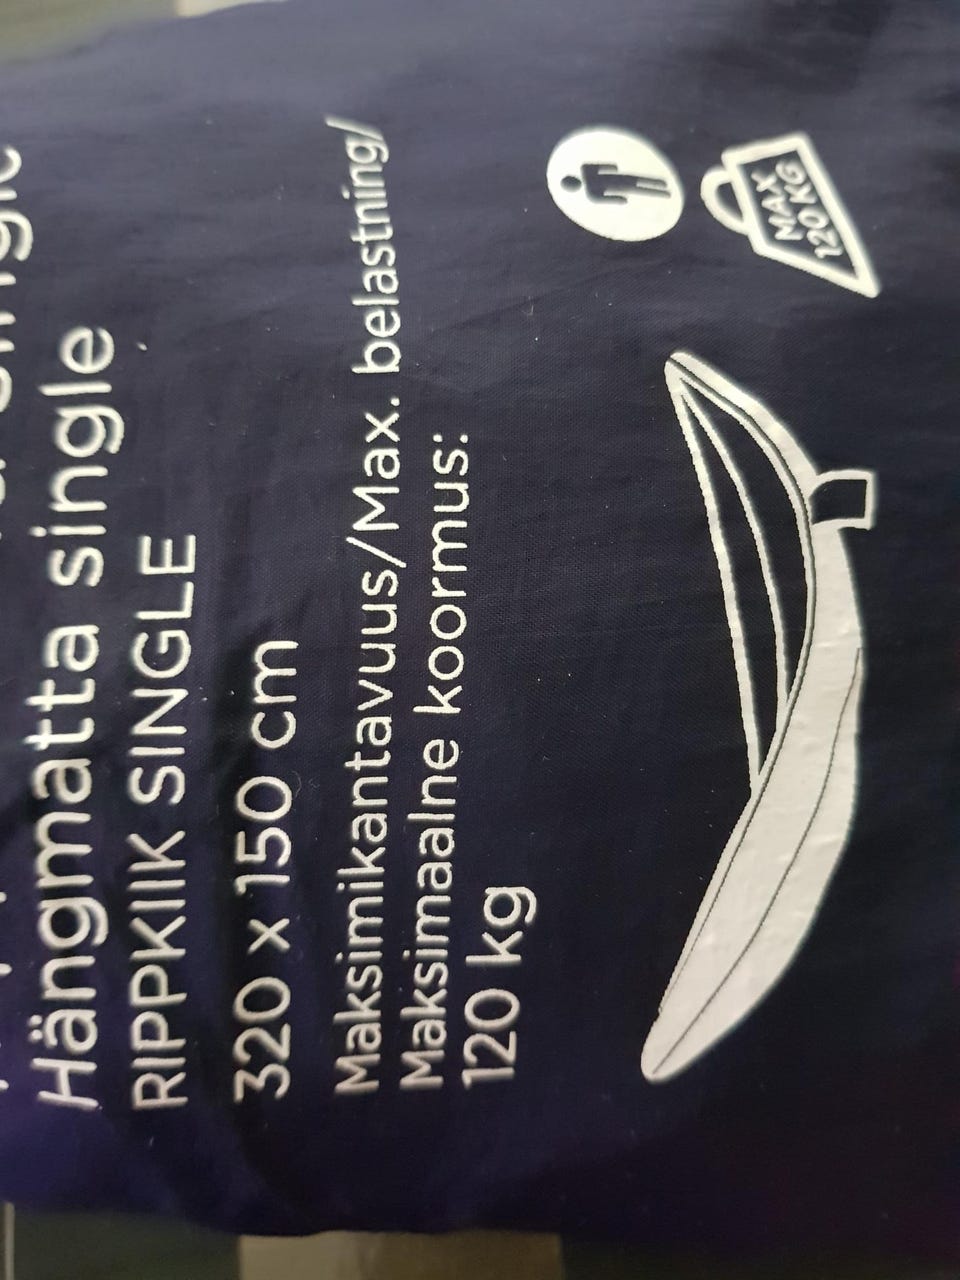 Hängmatta single
RIPPKIIK SINGLE
320 x 150 cm
Maksimikantavuus/Max. belastning/
Maksimaalne koormus:
120 kg
MAX
120 KG